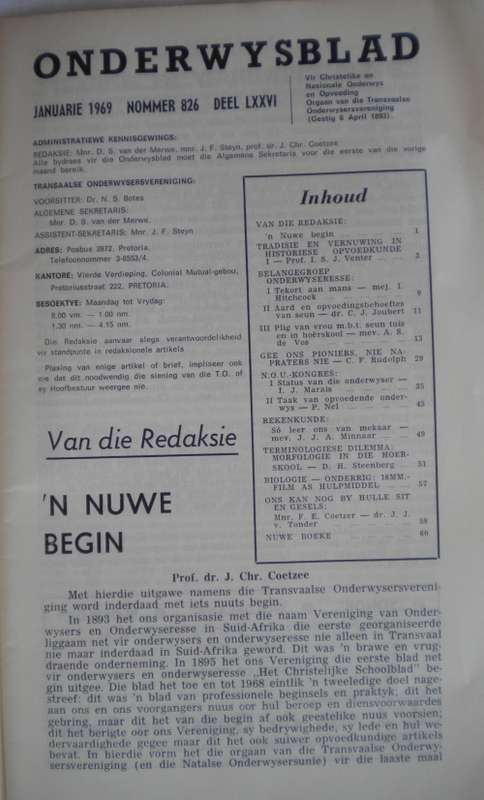 ONDERWYSBLAD
JANUARIE 1969 NOMMER 826 DEEL LXXVI
Vir Christelike en
Nasionale Onderwys
en Opvoeding
Orgaan van die Transvaalse
Onderwysersvereniging
(Gestig 6 April 1893).
ADMINISTRATIEWE KENNISGEWINGS:
REDAKSIE: Mnr. D. S. van der Merwe, mnr. J. F. Steyn, prof. dr. J. Chr. Coetzee
Alle bydraes vir die Onderwysblad moet die Algemene Sekretaris voor die eerste van die vorige
maand bereik.
TRANSAALSE ONDERWYSERSVERENIGING:
VOORSITTER: Dr. N. S. Botes
ALGEMENE SEKRETARIS:
Mnr. D. S. van der Merwe.
ASSISTENT-SEKRETARIS: Mnr. J. F. Steyn
ADRES: Posbus 2872, Pretoria.
Telefoonnommer 3-8553/4.
KANTORE: Vierde Verdieping, Colonial Mutual-gebou,
Pretoriusstraat 222, PRETORIA.
BESOEKTYE: Maandag tot Vrydag:
8.00 vm. — 1.00 nm.
1.30 nm. — 4.15 nm.
Die Redaksie aanvaar slegs verantwoordelikheid
vir standpunte in redaksionele artikels
Plasing van enige artikel of brief, impliseer ook
nie dat dit noodwendig die siening van die T.O. of
sy Hoofbestuur weergee nie.
Inhoud
VAN DIE REDAKSIE:
'n Nuwe begin 1
TRADISIE EN VERNUWING IN
HISTORIESE OPVOEDKUNDE
I — Prof. I. S. J. Venter 3
BELANGEGROEP
ONDERWYSERESSE:
I Tekort aan mans — mej. I.
Hitchcock 9
II Aard en opvoedingsbehoeftes
van seun — dr. C. J. Joubert 11
III Plig van vrou m.b.t. seun tuis
en in hoërskool — mev. A. S.
de Vos 13
GEE ONS PIONIERS, NIE NA-
PRATERS NIE — C. F. Rudolph 29
N.O.U.-KONGRES:
I Status van die onderwyser —
I. J. Marais 35
II Taak van opvoedende onder-
wys — P. Nel 45
REKENKUNDE:
Só leer ons van mekaar —
mev. J. J. A. Minnaar 49
TERMINOLOGIESE DILEMMA:
MORFOLOGIE IN DIE HOER-
SKOOL — D. H. Steenberg 51
BIOLOGIE — ONDERRIG: 18MM.-
FILM AS HULPMIDDEL 57
ONS KAN NOG BY HULLE SIT
EN GESELS:
Mnr. F. E. Coetzer — dr. J. J.
v. Tonder 58
NUWE BOEKE 60
Van die Redaksie
'N NUWE
BEGIN
Prof. dr. J. Chr. Coetzee
Met hierdie uitgawe namens die Transvaalse Onderwysersvereni-
ging word inderdaad met iets nuuts begin.
In 1893 het ons organisasie met die naam Vereniging van Onder-
wysers en Onderwyseresse in Suid-Afrika die eerste georganiseerde
liggaam net vir onderwysers en onderwyseresse nie alleen in Transvaal
nie maar inderdaad in Suid-Afrika geword. Dit was 'n brawe en vrug-
draende onderneming. In 1895 het ons Vereniging die eerste blad net
vir onderwysers en onderwyseresse „Het Christelijke Schoolblad" be-
gin uitgee. Die blad het toe en tot 1968 eintlik 'n tweeledige doel nage-
streef: dit was 'n blad van professionele beginsels en praktyk; dit het
aan ons en ons voorgangers nuus oor hul beroep en diensvoorwaardes
gebring, maar dit het van die begin af ook geestelike nuus voorsien;
dit het berigte oor ons Vereniging, sy bedrywighede, sy lede en hul we-
dervaardighede gegee maar dit het ook suiwer opvoedkundige artikels
bevat. In hierdie vorm het die orgaan van die Transvaalse Onderwy-
sersvereniging (en die Natalse Onderwysersunie) vir die laaste maal